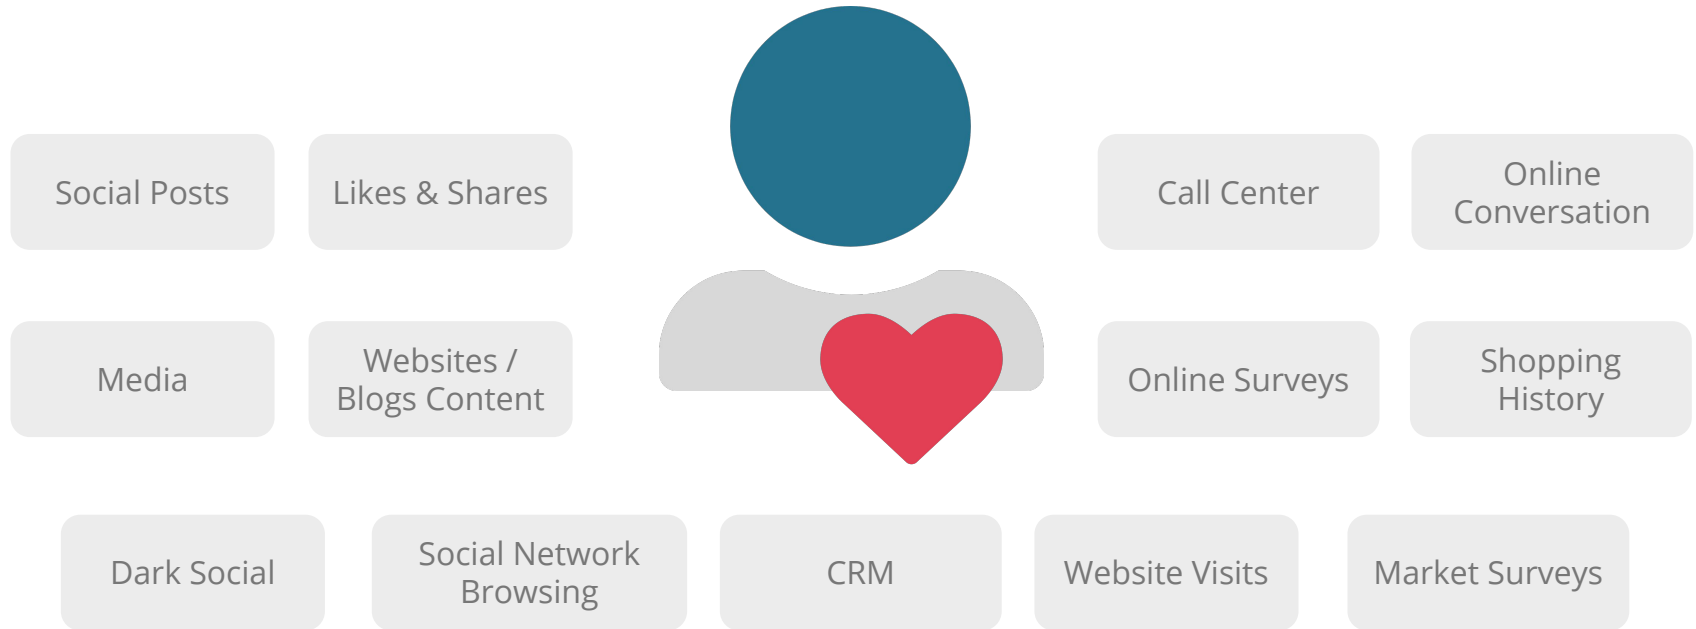 Social Posts
Likes & Shares
Call Center
Online
Conversation
Media
Websites /
Blogs Content
Online Surveys
Shopping
History
Dark Social
Social Network
Browsing
CRM
Website Visits
Market Surveys